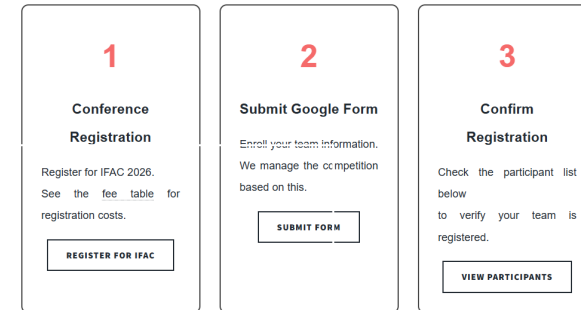 1
Conference
Registration
Register for IFAC 2026.
See the fee table for
registration costs.
REGISTER FOR IFAC
2
Submit Google Form
Enroll your team information.
We manage the competition
based on this.
SUBMIT FORM
3
Confirm
Registration
Check the participant list
below
to verify your team is
registered.
VIEW PARTICIPANTS